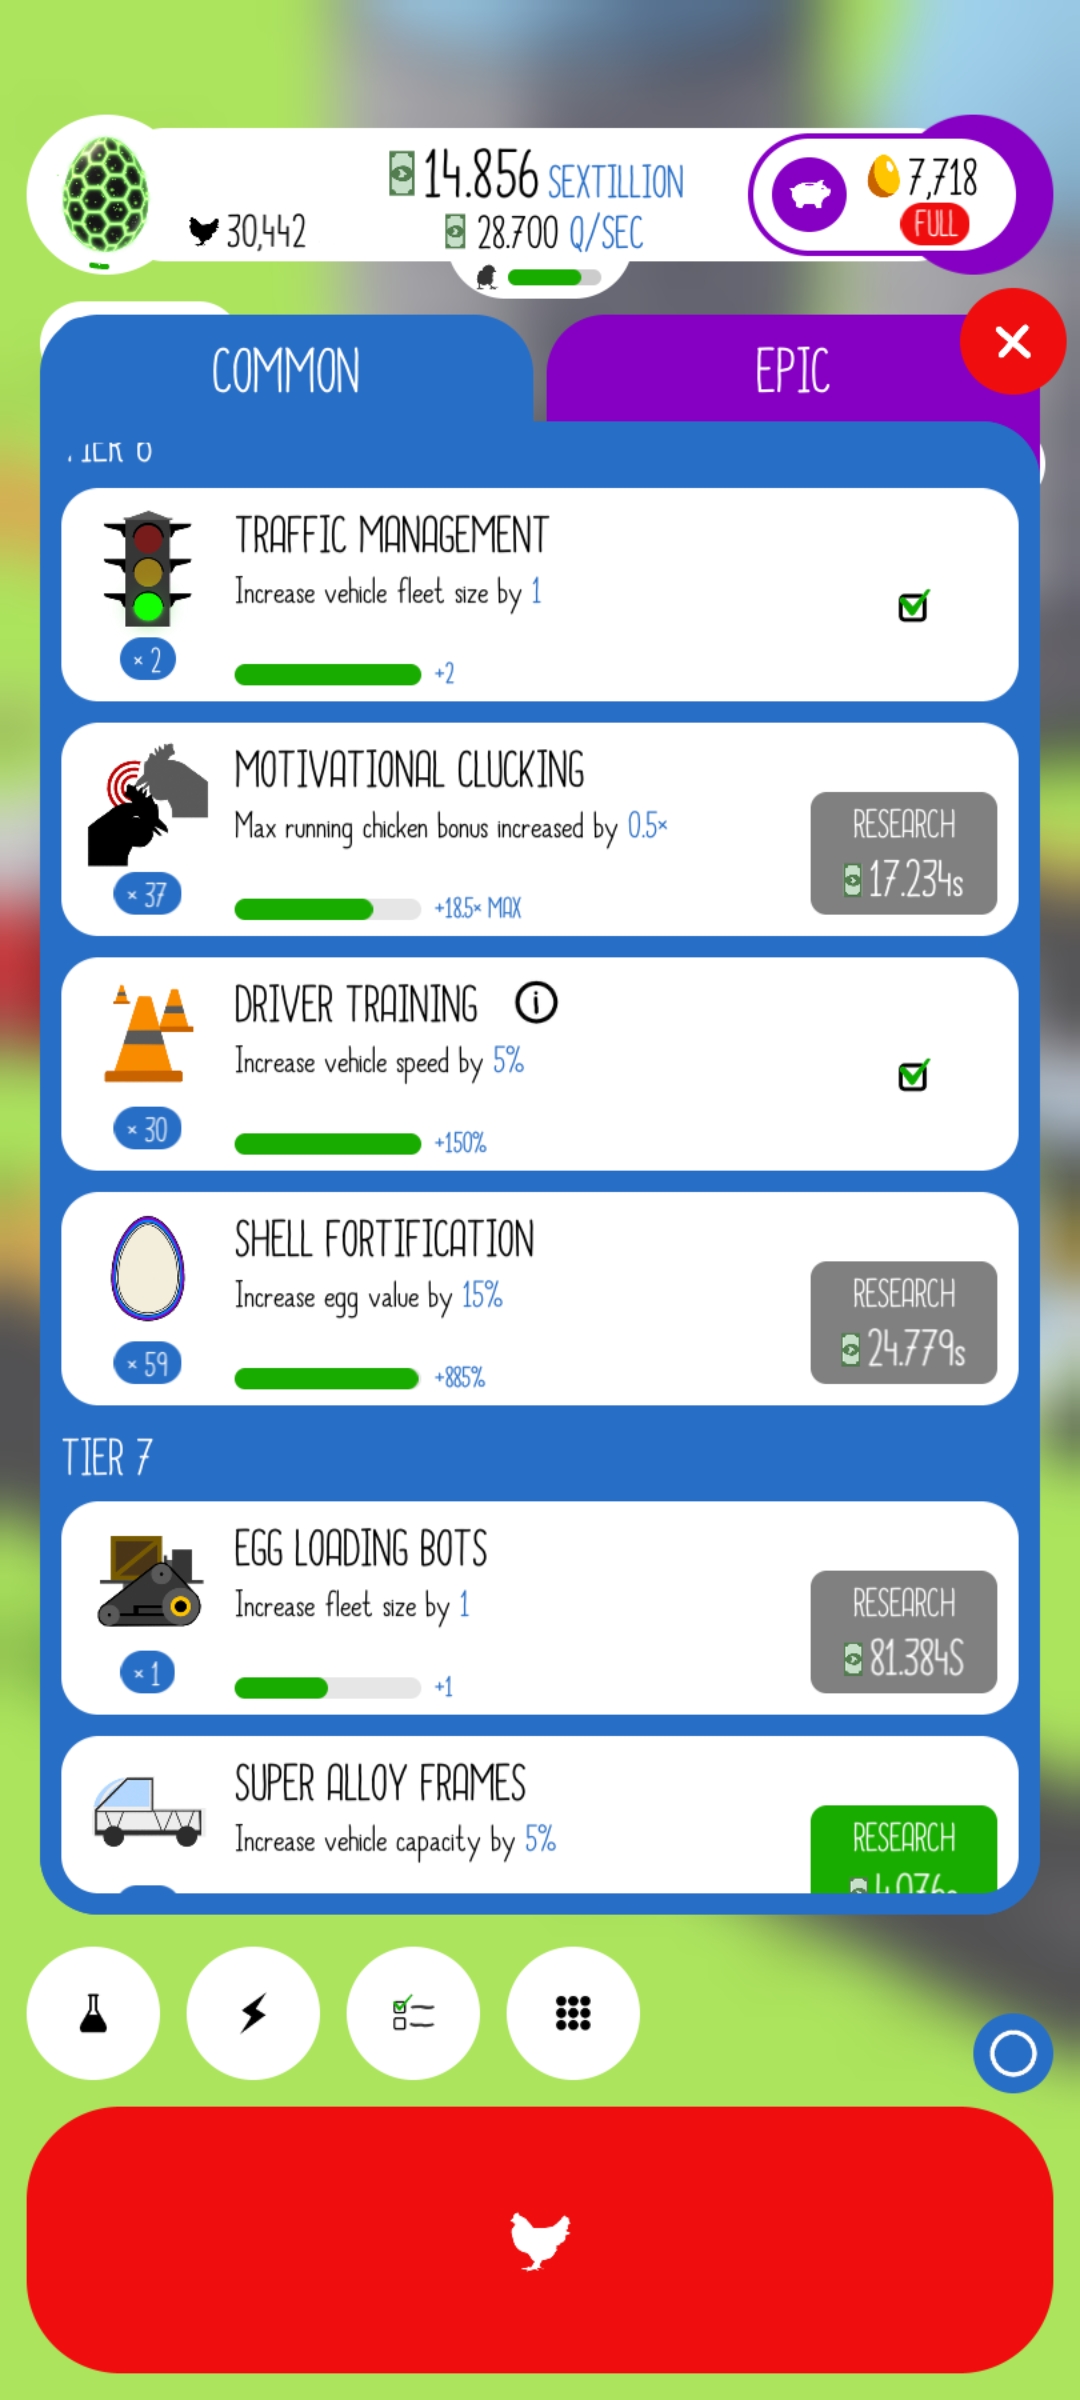 14.856 SEXTILLION
7,718
30,442
28.700 Q/SEC
FULL
COMMON
EPIC
TIER 6
TRAFFIC MANAGEMENT
Increase vehicle fleet size by 1
× 2
+2
MOTIVATIONAL CLUCKING
Max running chicken bonus increased by 0.5×
RESEARCH
17.234s
× 37
+18.5× MAX
DRIVER TRAINING
Increase vehicle speed by 5%
× 30
+150%
SHELL FORTIFICATION
Increase egg value by 15%
RESEARCH
24.779s
× 59
+885%
TIER 7
EGG LOADING BOTS
Increase fleet size by 1
RESEARCH
81.384S
× 1
+1
SUPER ALLOY FRAMES
Increase vehicle capacity by 5%
RESEARCH